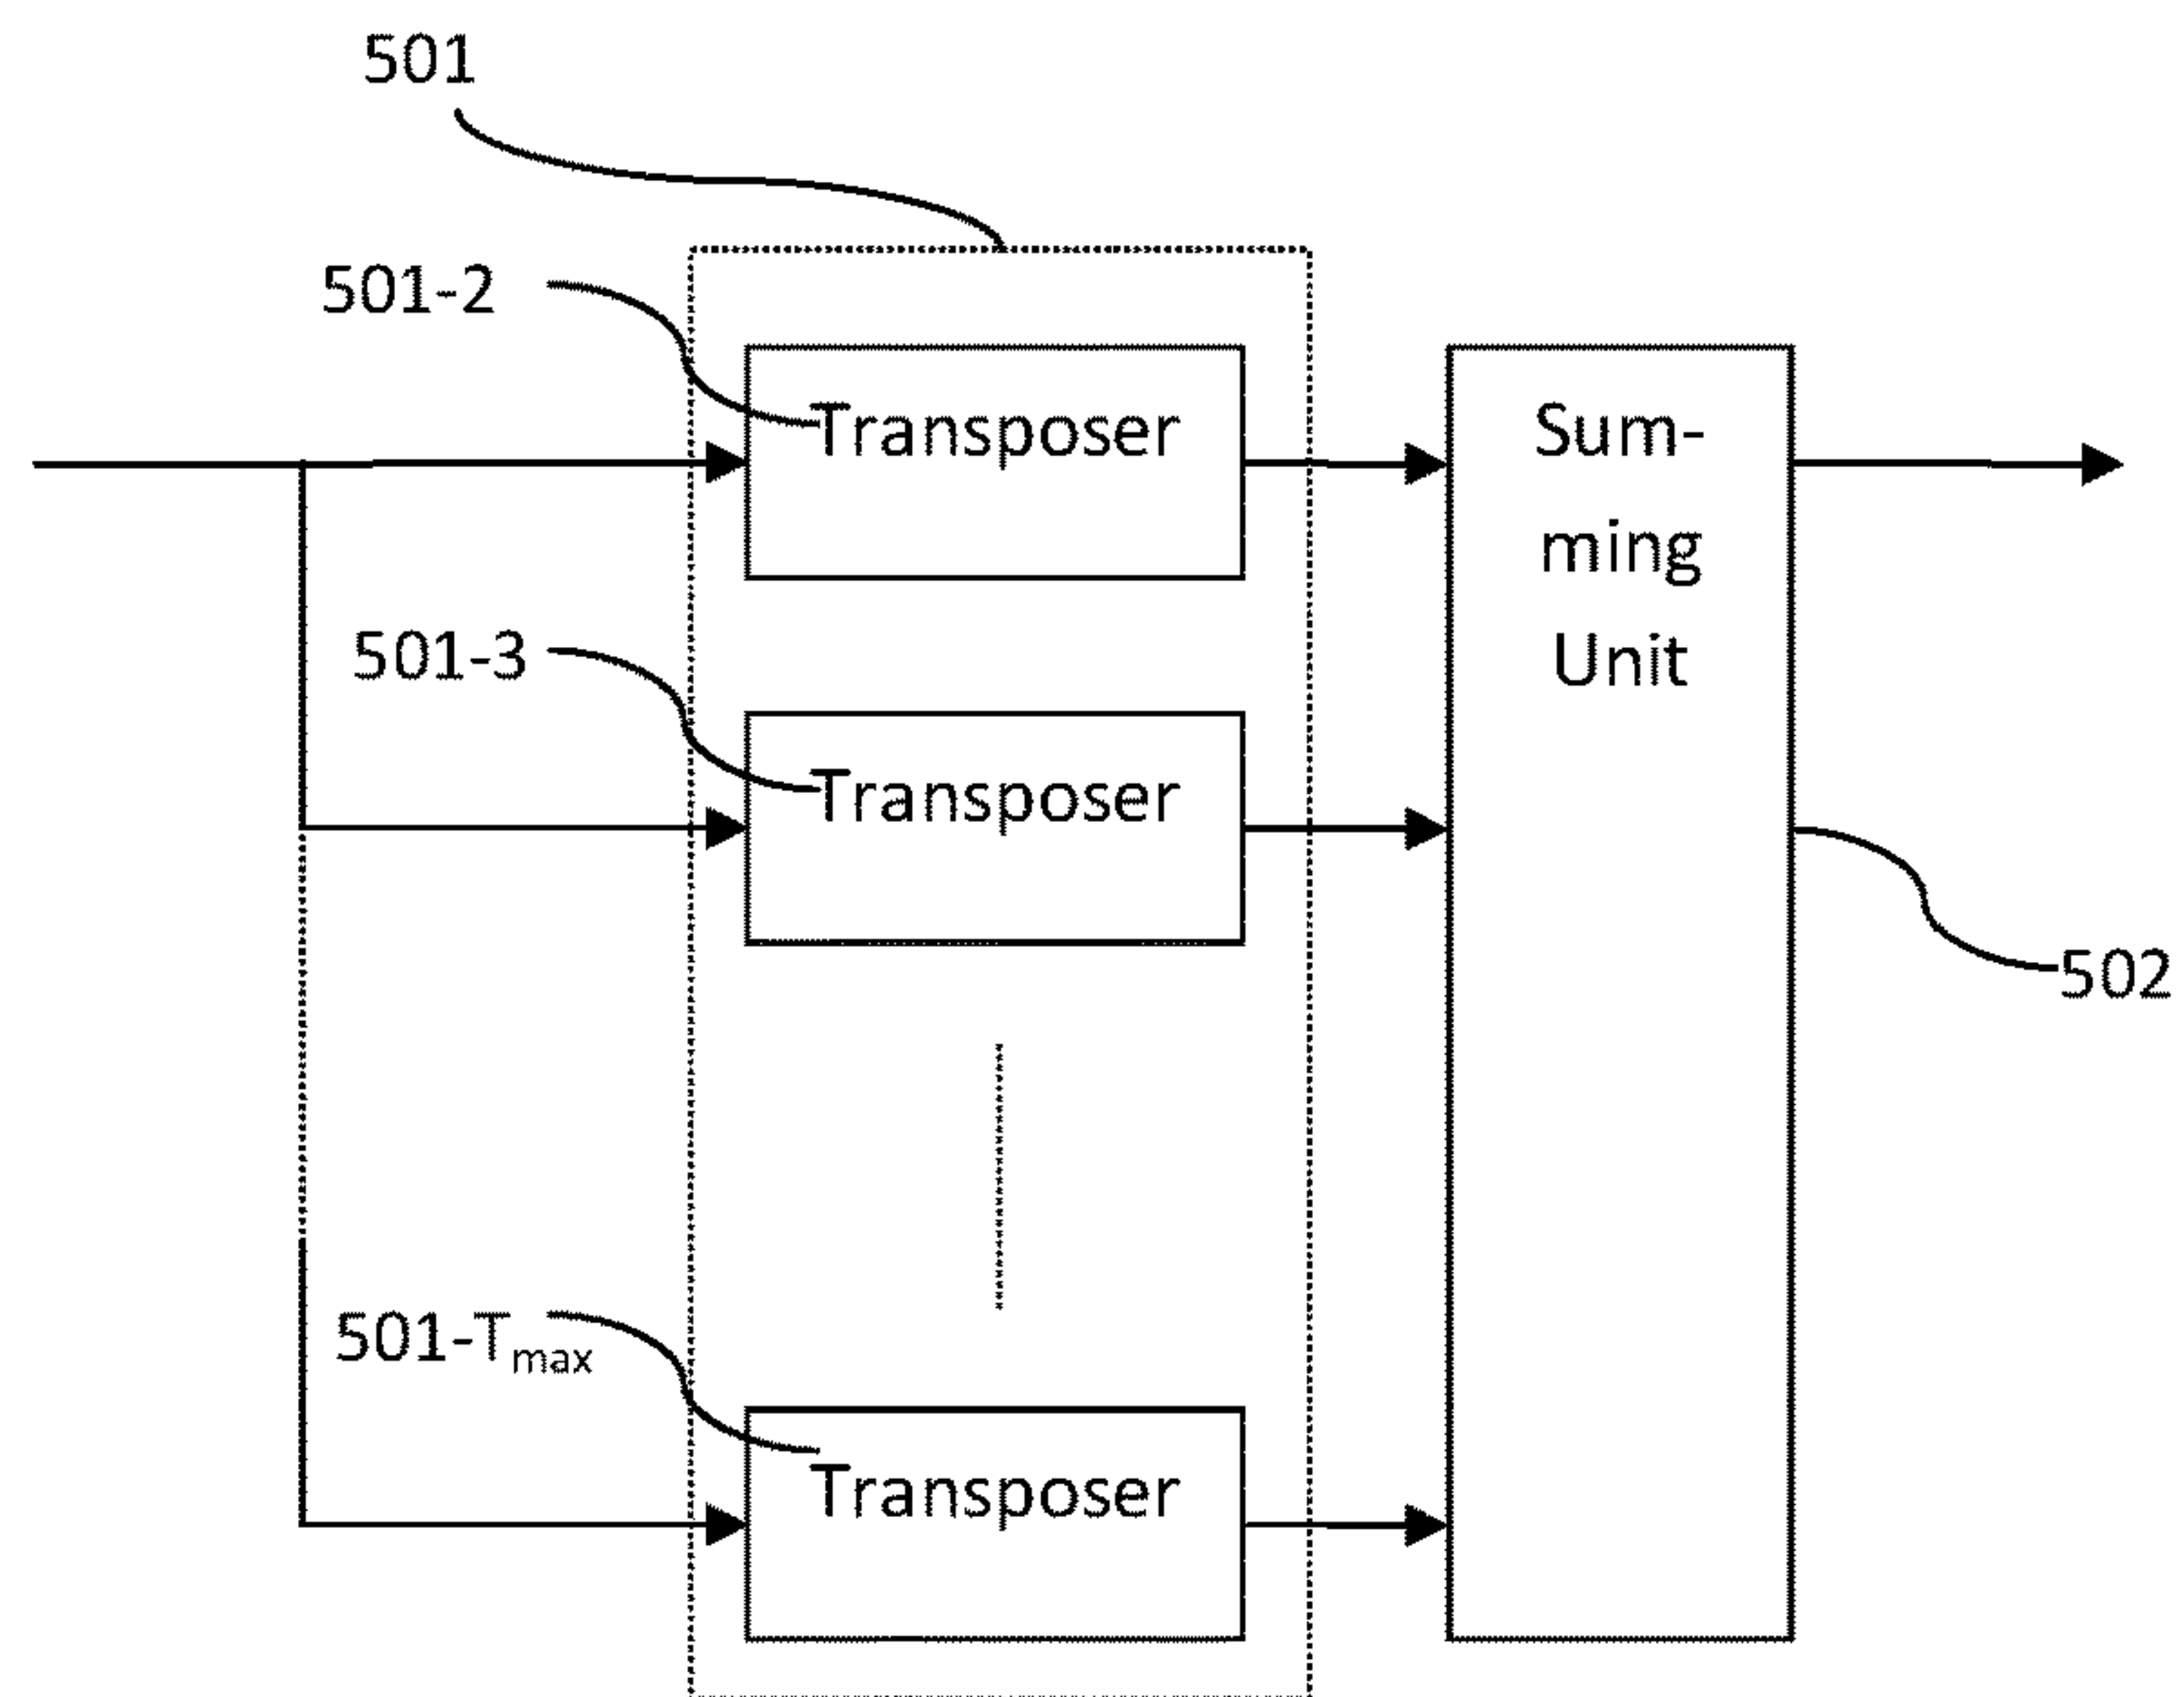 501
501-2
Transposer
Sum-
ming
Unit
501-3
Transposer
502
501-Tmax
Transposer